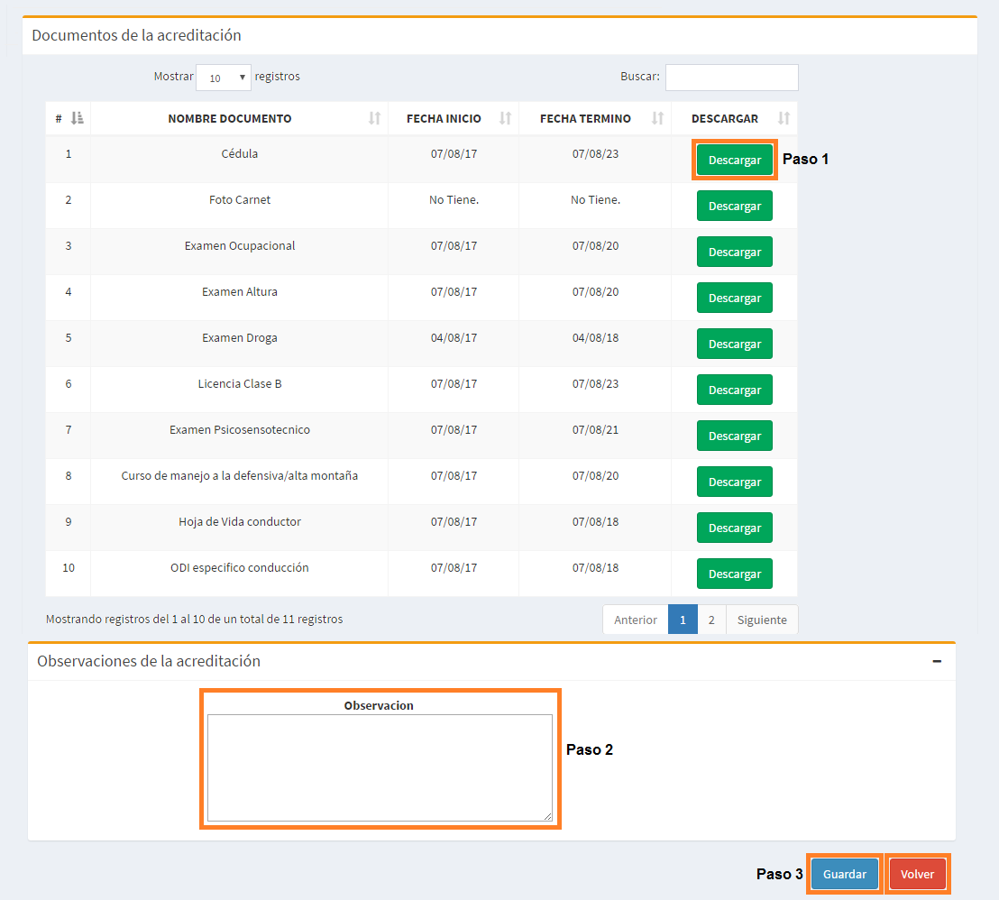 Documentos de la acreditación
Mostrar 10 registros Buscar:
# NOMBRE DOCUMENTO FECHA INICIO FECHA TERMINO DESCARGAR
1 Cédula 07/08/17 07/08/23 Descargar Paso 1
2 Foto Carnet No Tiene. No Tiene. Descargar
3 Examen Ocupacional 07/08/17 07/08/20 Descargar
4 Examen Altura 07/08/17 07/08/20 Descargar
5 Examen Droga 04/08/17 04/08/18 Descargar
6 Licencia Clase B 07/08/17 07/08/23 Descargar
7 Examen Psicosensotecnico 07/08/17 07/08/21 Descargar
8 Curso de manejo a la defensiva/alta montaña 07/08/17 07/08/20 Descargar
9 Hoja de Vida conductor 07/08/17 07/08/18 Descargar
10 ODI especifico conducción 07/08/17 07/08/18 Descargar
Mostrando registros del 1 al 10 de un total de 11 registros Anterior 1 2 Siguiente
Observaciones de la acreditación
Observacion
Paso 2
Paso 3 Guardar Volver